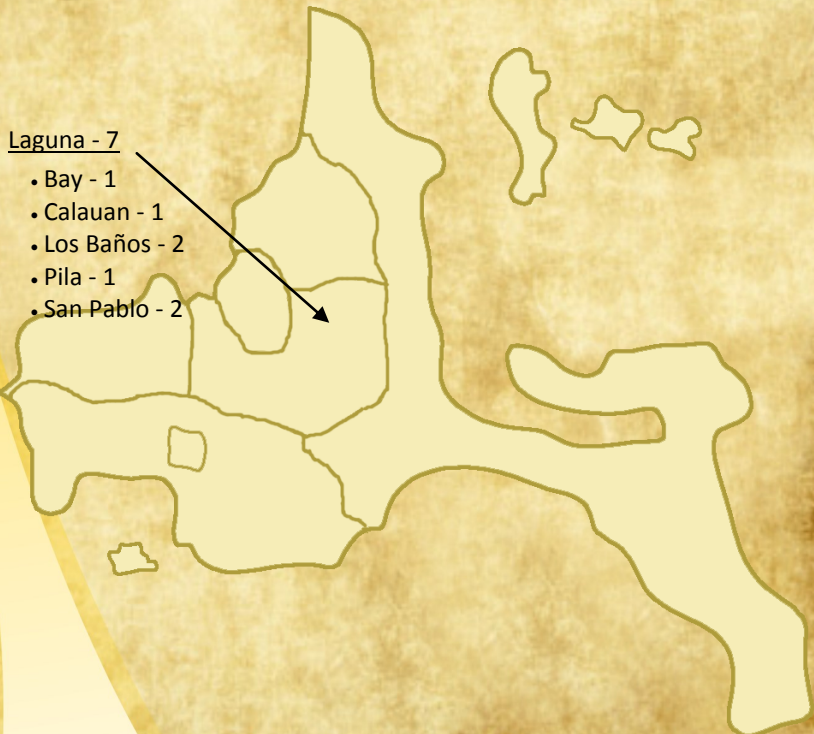 Laguna - 7
• Bay - 1
• Calauan - 1
• Los Baños - 2
• Pila - 1
• San Pablo - 2